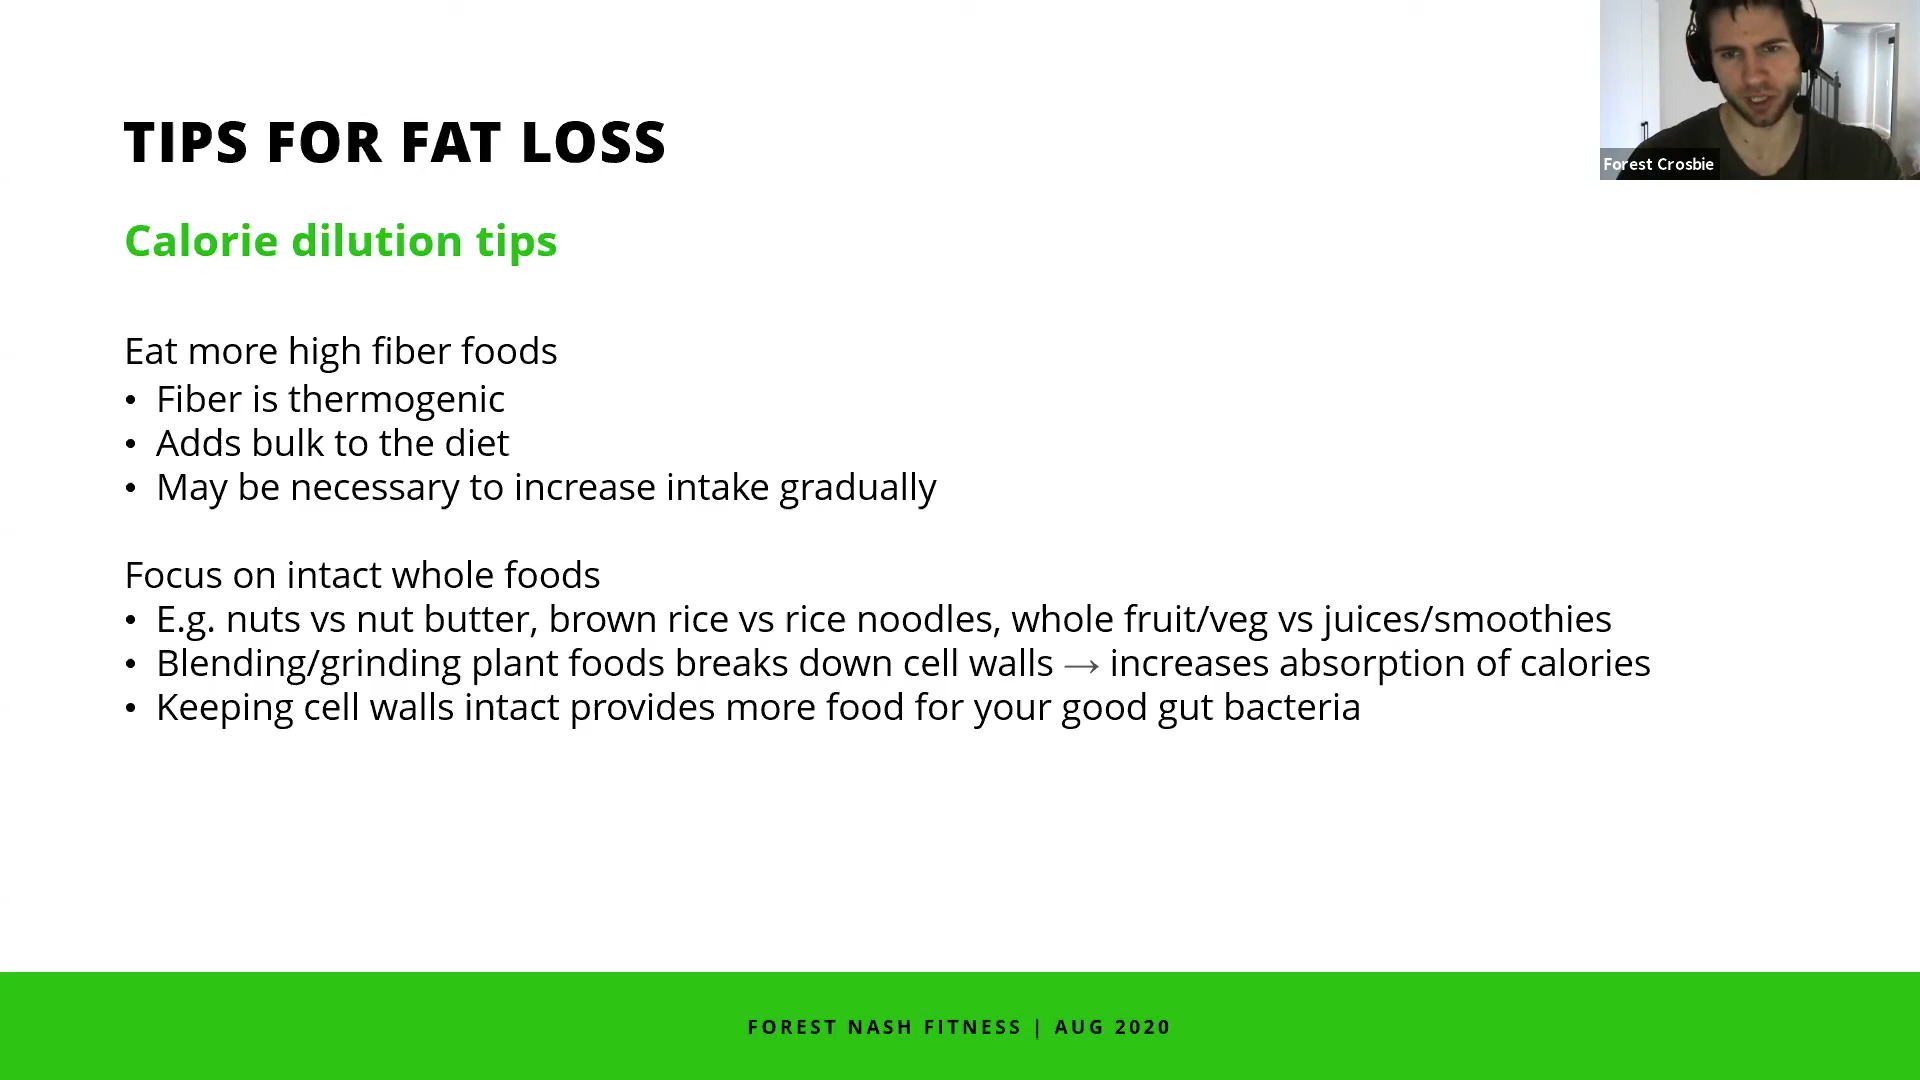 TIPS FOR FAT LOSS
Forest Crosbie
Calorie dilution tips
Eat more high fiber foods
• Fiber is thermogenic
• Adds bulk to the diet
• May be necessary to increase intake gradually
Focus on intact whole foods
• E.g. nuts vs nut butter, brown rice vs rice noodles, whole fruit/veg vs juices/smoothies
• Blending/grinding plant foods breaks down cell walls → increases absorption of calories
• Keeping cell walls intact provides more food for your good gut bacteria
FOREST NASH FITNESS | AUG 2020